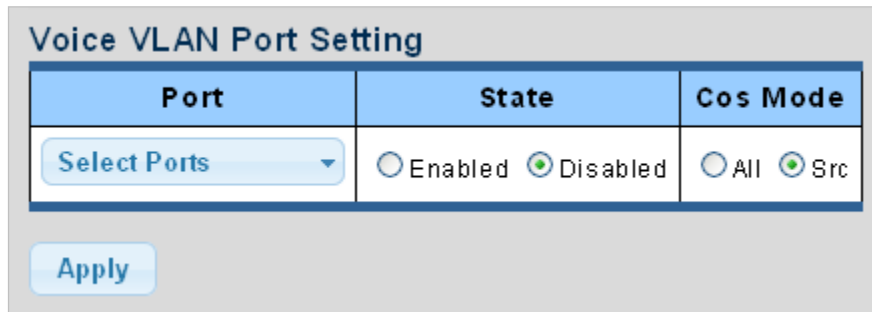 Voice VLAN Port Setting
Port State Cos Mode
Select Ports Enabled Disabled All Src
Apply